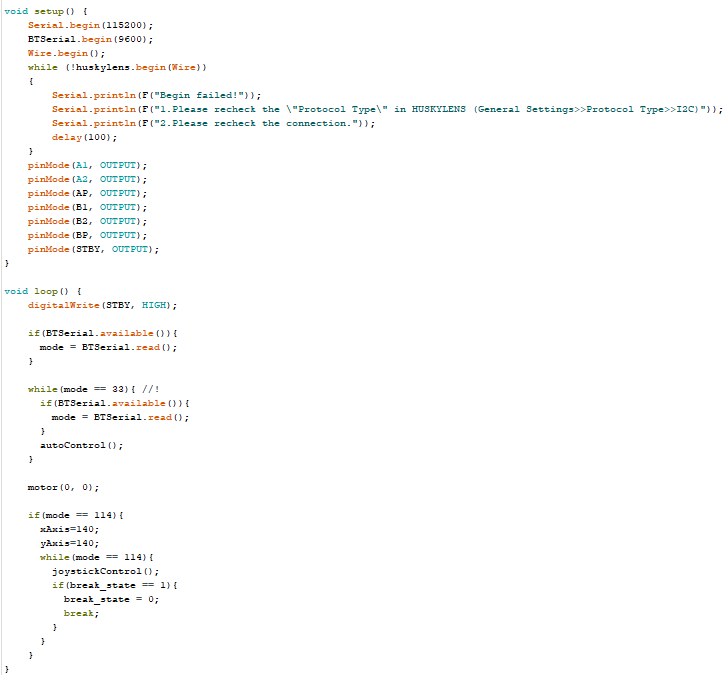 void setup() {
Serial.begin(115200);
BTSerial.begin(9600);
Wire.begin();
while (!huskylens.begin(Wire))
{
Serial.println(F("Begin failed!"));
Serial.println(F("1.Please recheck the \"Protocol Type\" in HUSKYLENS (General Settings>>Protocol Type>>I2C)"));
Serial.println(F("2.Please recheck the connection."));
delay(100);
}
pinMode(A1, OUTPUT);
pinMode(A2, OUTPUT);
pinMode(AP, OUTPUT);
pinMode(B1, OUTPUT);
pinMode(B2, OUTPUT);
pinMode(BP, OUTPUT);
pinMode(STBY, OUTPUT);
}
void loop() {
digitalWrite(STBY, HIGH);
if(BTSerial.available()){
mode = BTSerial.read();
}
while(mode == 33){ //!
if(BTSerial.available()){
mode = BTSerial.read();
}
autoControl();
}
motor(0, 0);
if(mode == 114){
xAxis=140;
yAxis=140;
while(mode == 114){
joystickControl();
if(break_state == 1){
break_state = 0;
break;
}
}
}
}